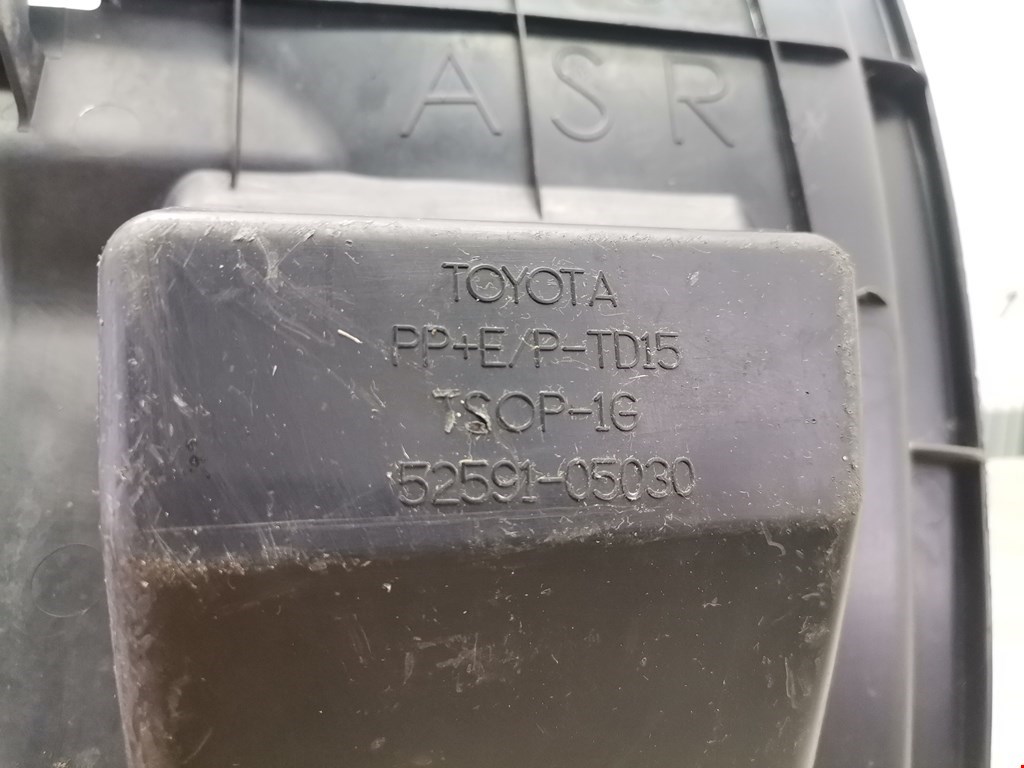 ASR
TOYOTA
PP+E/P-TD15
TSOP-1G
52591-05030